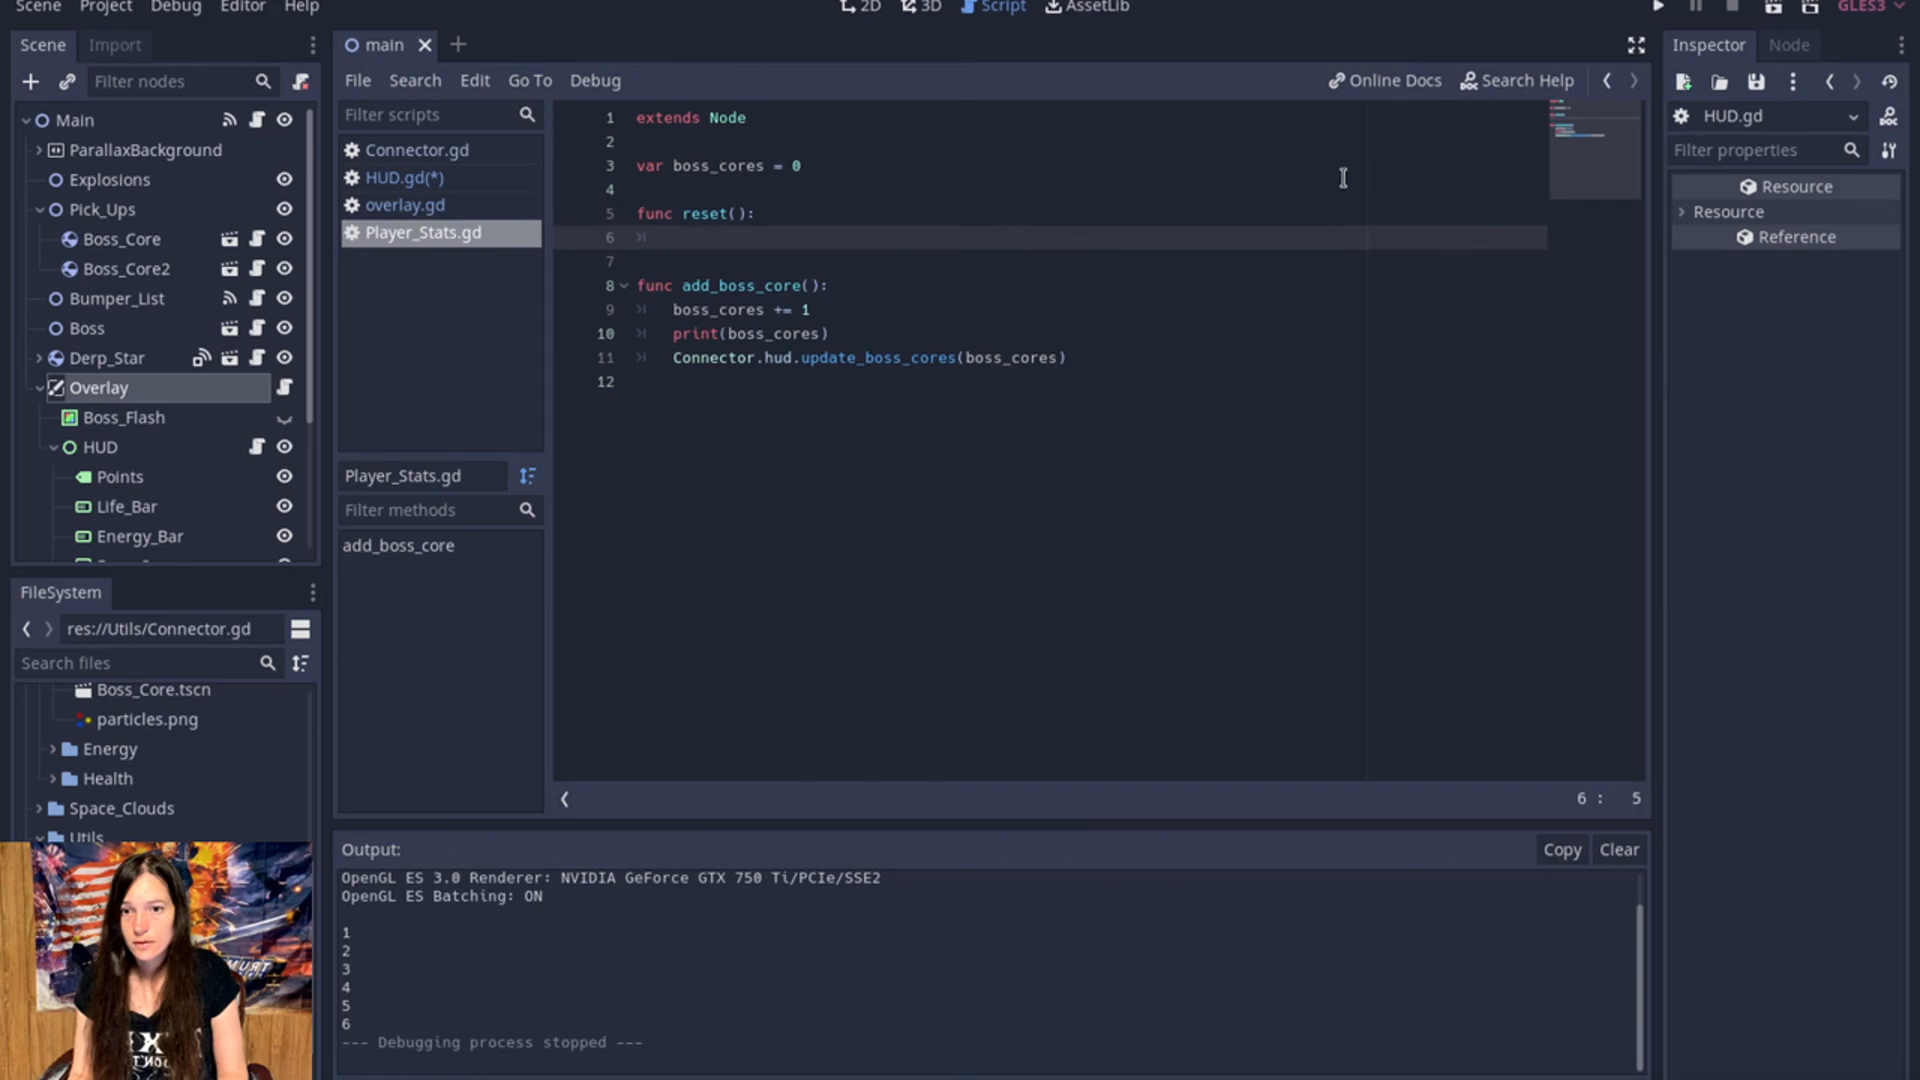 Scene Project Debug Editor Help
2D 3D Script AssetLib
GLES3
Scene Import
Filter nodes
Main
ParallaxBackground
Explosions
Pick_Ups
Boss_Core
Boss_Core2
Bumper_List
Boss
Derp_Star
Overlay
Boss_Flash
HUD
Points
Life_Bar
Energy_Bar
FileSystem
res://Utils/Connector.gd
Search files
Boss_Core.tscn
particles.png
Energy
Health
Space_Clouds
Utils
main
File Search Edit Go To Debug
Online Docs Search Help
Filter scripts
Connector.gd
HUD.gd(*)
overlay.gd
Player_Stats.gd
Player_Stats.gd
Filter methods
add_boss_core
1 extends Node
2
3 var boss_cores = 0
4
5 func reset():
6
7
8 func add_boss_core():
9 boss_cores += 1
10 print(boss_cores)
11 Connector.hud.update_boss_cores(boss_cores)
12
6 : 5
Output:
Copy Clear
OpenGL ES 3.0 Renderer: NVIDIA GeForce GTX 750 Ti/PCIe/SSE2
OpenGL ES Batching: ON
1
2
3
4
5
6
--- Debugging process stopped ---
Inspector Node
HUD.gd
Filter properties
Resource
Resource
Reference